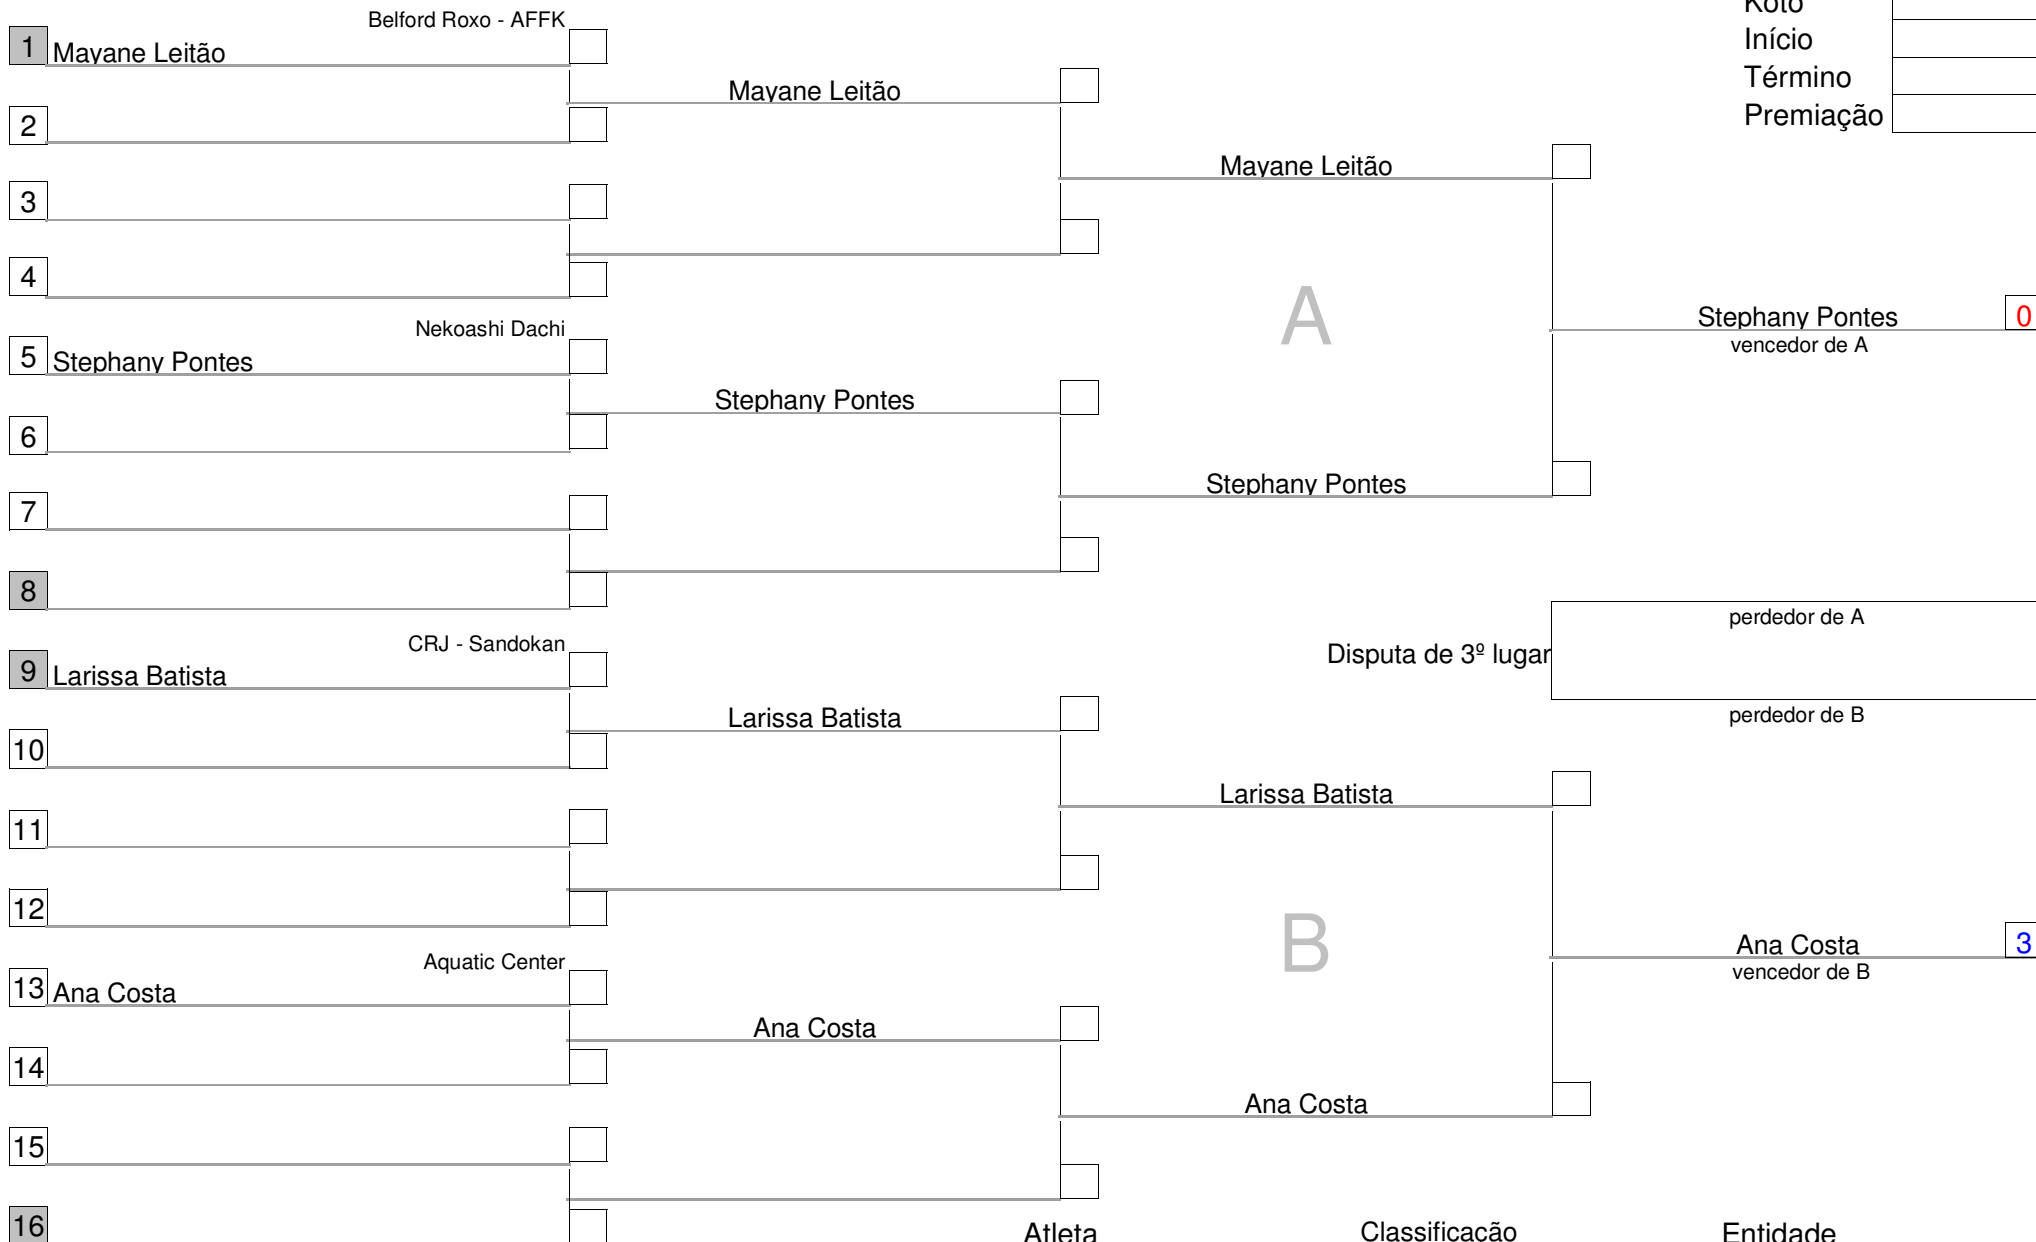 Koto
Início
Término
Premiação
Belford Roxo - AFFK
1 Mayane Leitão
Mayane Leitão
2
Mayane Leitão
3
4
A
Stephany Pontes 0
vencedor de A
Nekoashi Dachi
5 Stephany Pontes
Stephany Pontes
6
Stephany Pontes
7
8
perdedor de A
Disputa de 3º lugar
perdedor de B
CRJ - Sandokan
9 Larissa Batista
Larissa Batista
10
Larissa Batista
11
12
B
Ana Costa 3
vencedor de B
Aquatic Center
13 Ana Costa
Ana Costa
14
Ana Costa
15
16
Atleta Classificação Entidade